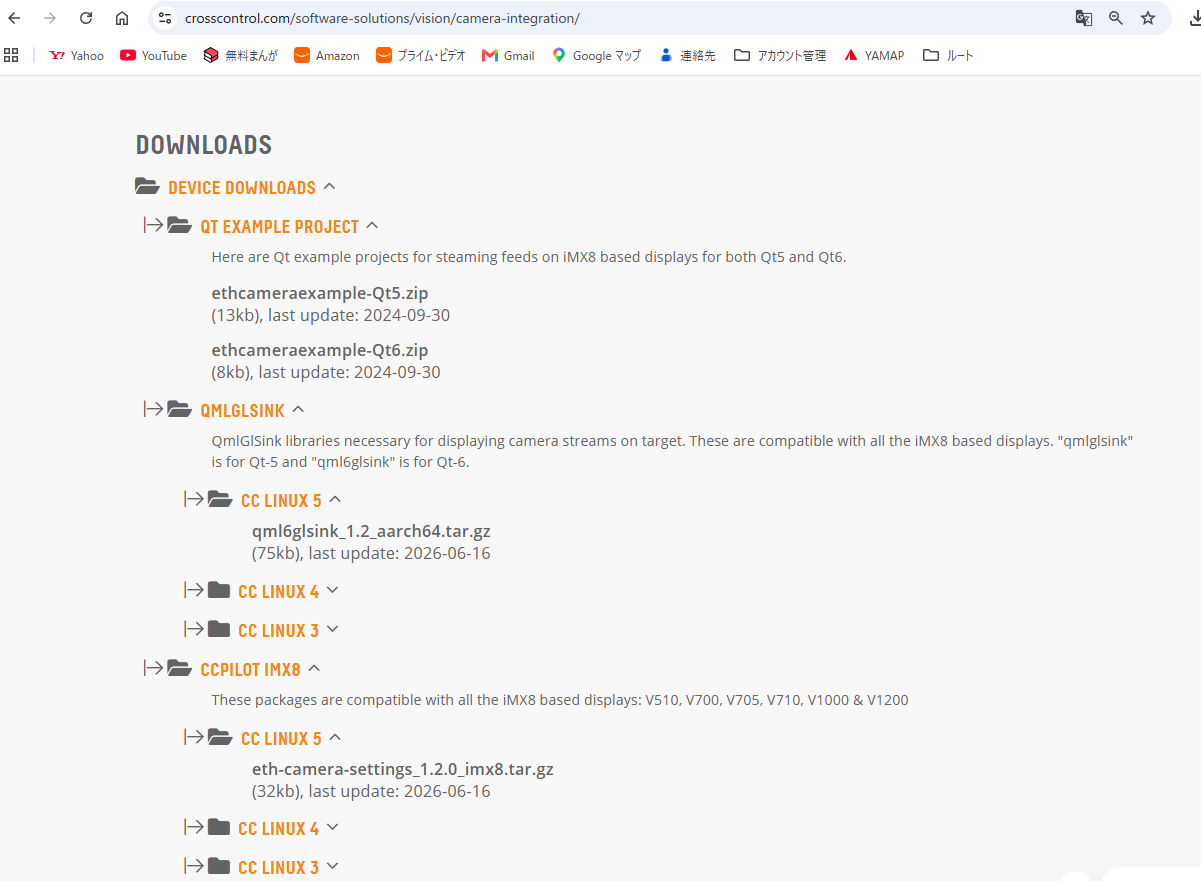 crosscontrol.com/software-solutions/vision/camera-integration/
Yahoo
YouTube
無料まんが
Amazon
プライム・ビデオ
Gmail
Google マップ
連絡先
アカウント管理
YAMAP
ルート
DOWNLOADS
DEVICE DOWNLOADS
QT EXAMPLE PROJECT
Here are Qt example projects for steaming feeds on iMX8 based displays for both Qt5 and Qt6.
ethcameraexample-Qt5.zip
(13kb), last update: 2024-09-30
ethcameraexample-Qt6.zip
(8kb), last update: 2024-09-30
QMLGLSINK
QmlGlSink libraries necessary for displaying camera streams on target. These are compatible with all the iMX8 based displays. "qmlglsink"
is for Qt-5 and "qml6glsink" is for Qt-6.
CC LINUX 5
qml6glsink_1.2_aarch64.tar.gz
(75kb), last update: 2026-06-16
CC LINUX 4
CC LINUX 3
CCPILOT IMX8
These packages are compatible with all the iMX8 based displays: V510, V700, V705, V710, V1000 & V1200
CC LINUX 5
eth-camera-settings_1.2.0_imx8.tar.gz
(32kb), last update: 2026-06-16
CC LINUX 4
CC LINUX 3